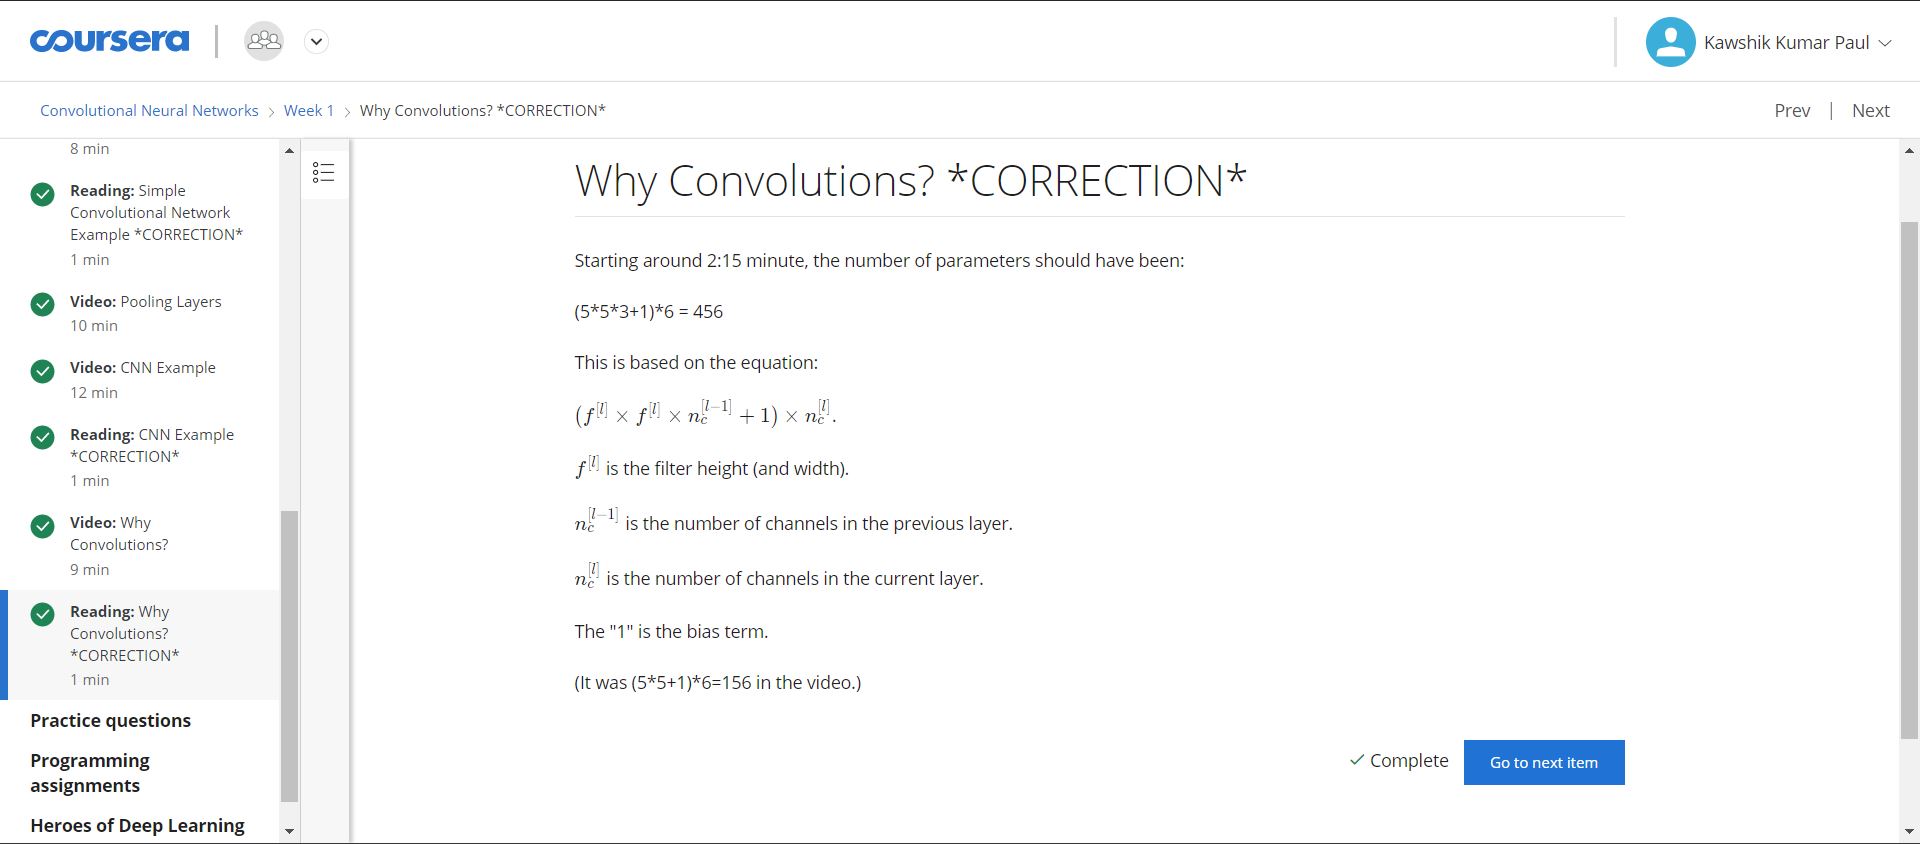 coursera
Kawshik Kumar Paul
Convolutional Neural Networks > Week 1 > Why Convolutions? *CORRECTION*
Prev | Next
8 min
Reading: Simple
Convolutional Network
Example *CORRECTION*
1 min
Video: Pooling Layers
10 min
Video: CNN Example
12 min
Reading: CNN Example
*CORRECTION*
1 min
Video: Why
Convolutions?
9 min
Reading: Why
Convolutions?
*CORRECTION*
1 min
Practice questions
Programming
assignments
Heroes of Deep Learning
Why Convolutions? *CORRECTION*
Starting around 2:15 minute, the number of parameters should have been:
(5*5*3+1)*6 = 456
This is based on the equation:
(f^{[l]} × f^{[l]} × n_c^{[l−1]} + 1) × n_c^{[l]}.
f^{[l]} is the filter height (and width).
n_c^{[l−1]} is the number of channels in the previous layer.
n_c^{[l]} is the number of channels in the current layer.
The "1" is the bias term.
(It was (5*5+1)*6=156 in the video.)
✓ Complete
Go to next item